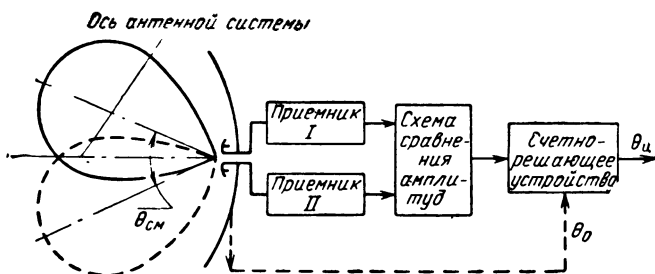 Ось антенной системы
Приемник
I
Приемник
II
Схема
сравне-
ния
ампли-
туд
Счетно-
решающее
устройство
θц
θсм
θ0